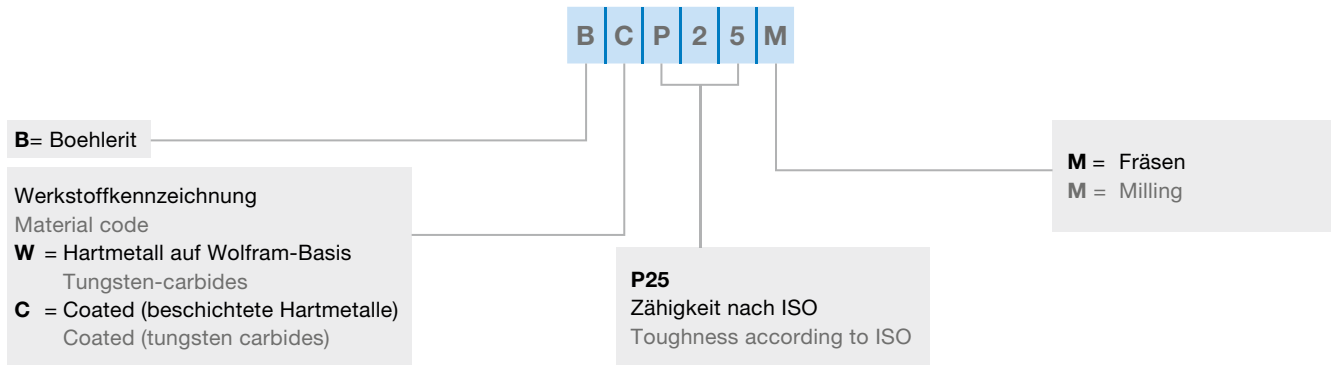 B C P 2 5 M
B= Boehlerit
Werkstoffkennzeichnung
Material code
W = Hartmetall auf Wolfram-Basis
Tungsten-carbides
C = Coated (beschichtete Hartmetalle)
Coated (tungsten carbides)
P25
Zähigkeit nach ISO
Toughness according to ISO
M = Fräsen
M = Milling